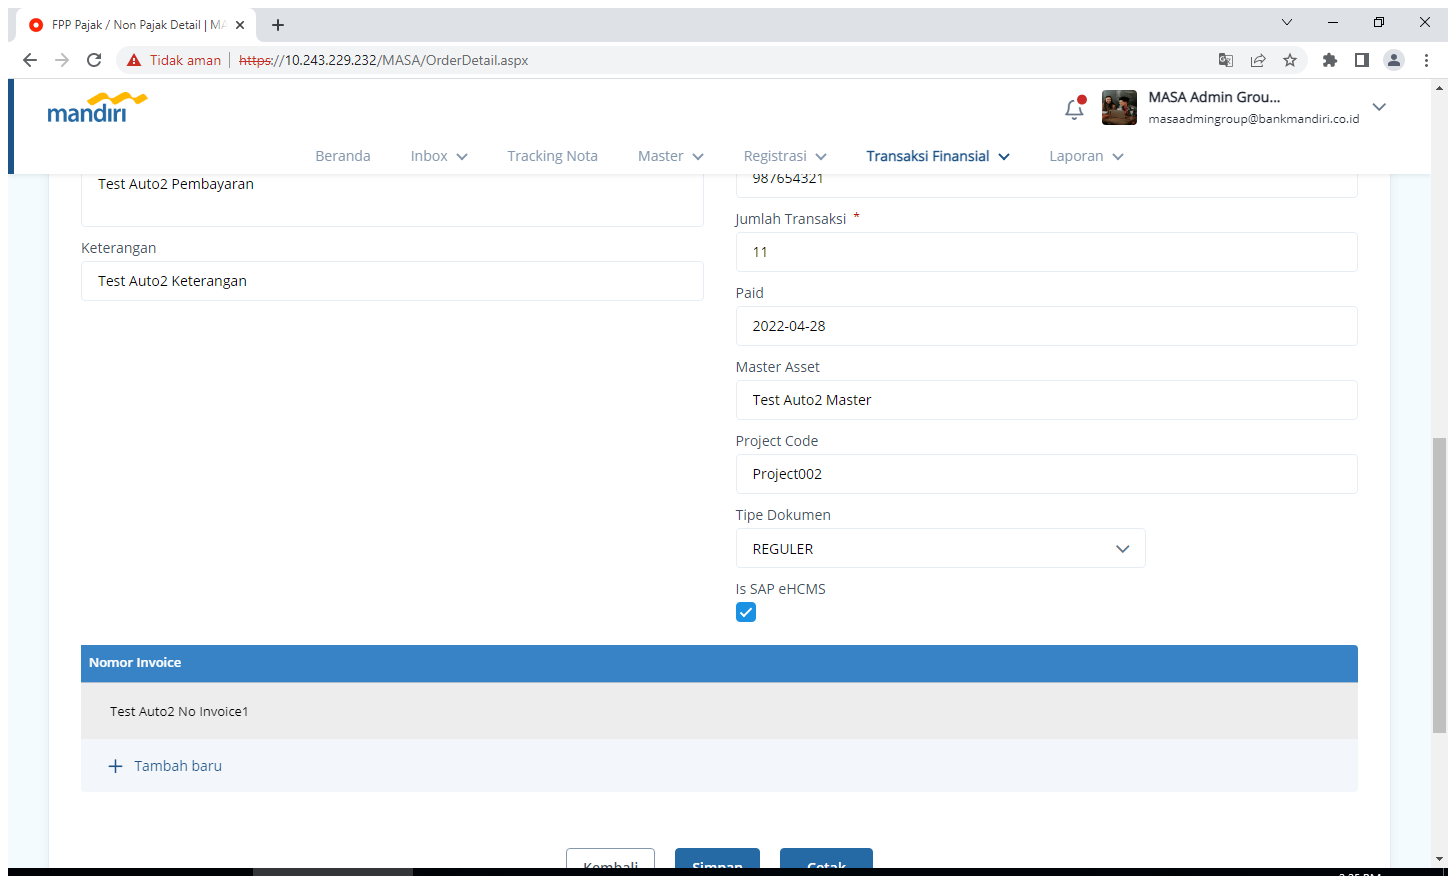 FPP Pajak / Non Pajak Detail | MA
Tidak aman
https://10.243.229.232/MASA/OrderDetail.aspx
mandiri
MASA Admin Grou...
masaadmingroup@bankmandiri.co.id
Beranda
Inbox
Tracking Nota
Master
Registrasi
Transaksi Finansial
Laporan
Test Auto2 Pembayaran
Keterangan
Test Auto2 Keterangan
987654321
Jumlah Transaksi *
11
Paid
2022-04-28
Master Asset
Test Auto2 Master
Project Code
Project002
Tipe Dokumen
REGULER
Is SAP eHCMS
Nomor Invoice
Test Auto2 No Invoice1
+ Tambah baru
Kembali
Simpan
Cetak